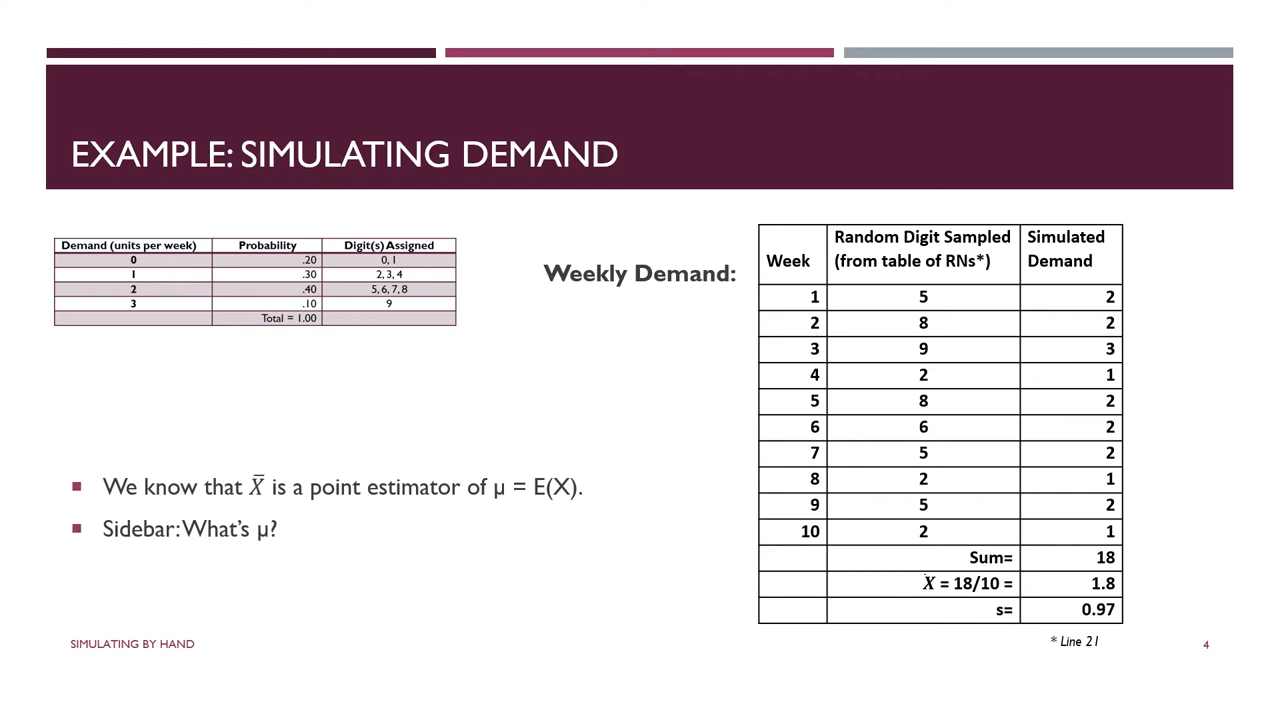 EXAMPLE: SIMULATING DEMAND
Demand (units per week) Probability Digit(s) Assigned
0 .20 0, 1
1 .30 2, 3, 4
2 .40 5, 6, 7, 8
3 .10 9
Total = 1.00
Weekly Demand:
Week Random Digit Sampled (from table of RNs*) Simulated Demand
1 5 2
2 8 2
3 9 3
4 2 1
5 8 2
6 6 2
7 5 2
8 2 1
9 5 2
10 2 1
Sum= 18
X̄ = 18/10 = 1.8
s= 0.97
* Line 21
We know that X̄ is a point estimator of µ = E(X).
Sidebar: What's µ?
SIMULATING BY HAND
4